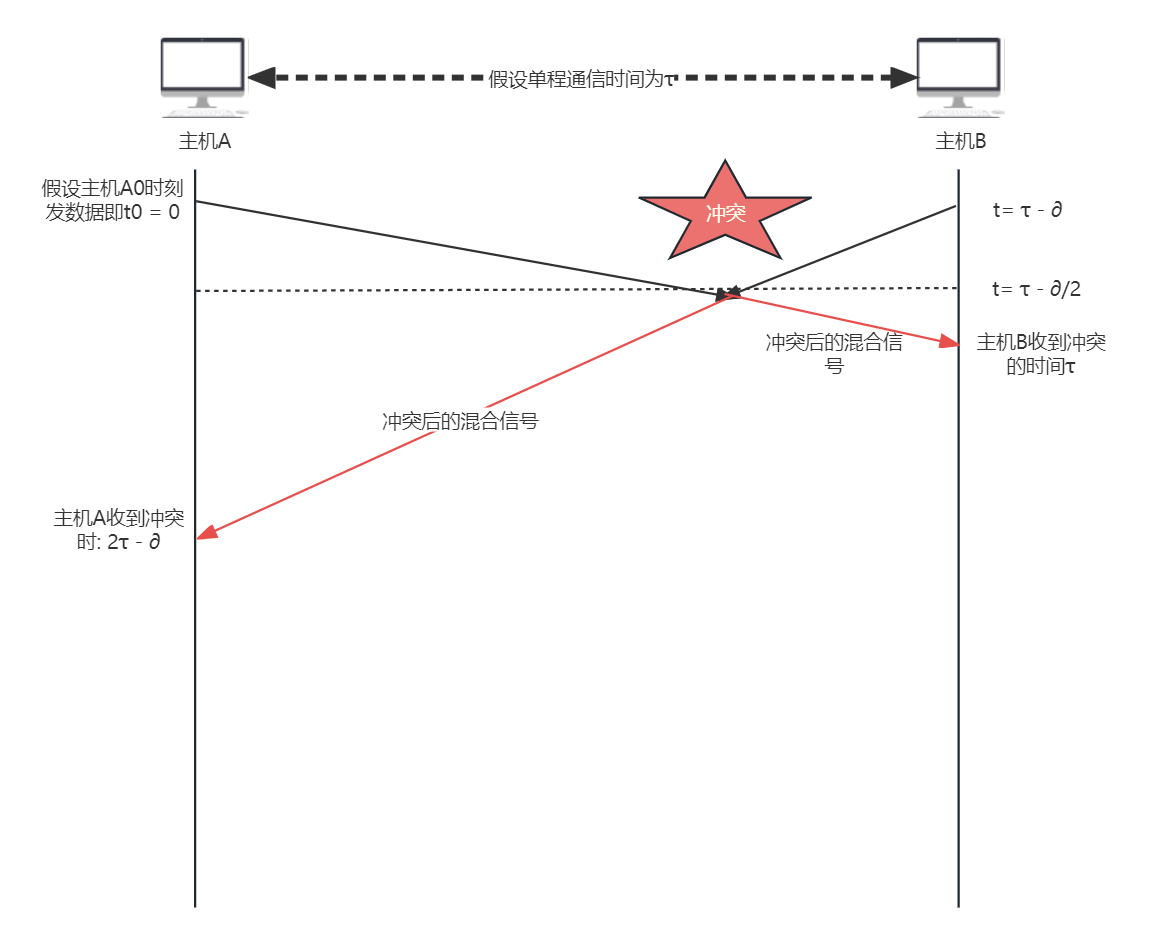 假设单程通信时间为τ
主机A
主机B
假设主机A0时刻
发数据即t0 = 0
冲突
t= τ - ∂
t= τ - ∂/2
冲突后的混合信
号
主机B收到冲突
的时间τ
冲突后的混合信号
主机A收到冲突
时: 2τ - ∂